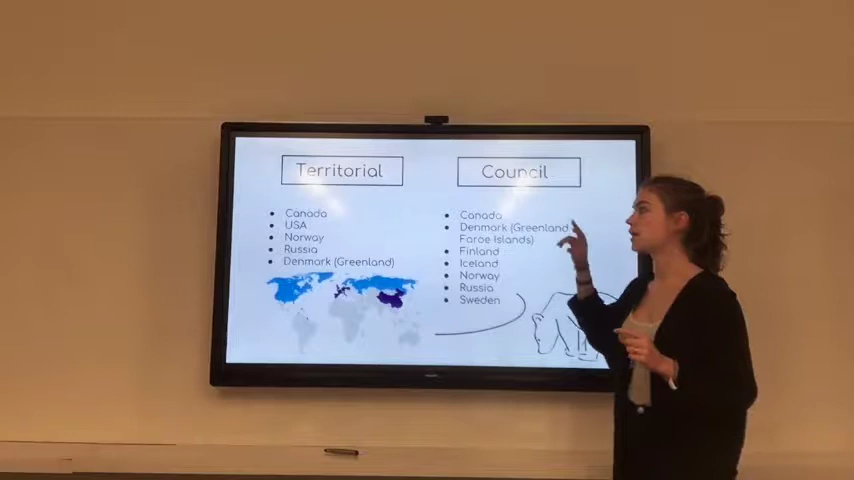 Territorial
Canada
USA
Norway
Russia
Denmark (Greenland)
Council
Canada
Denmark (Greenland
Faroe Islands)
Finland
Iceland
Norway
Russia
Sweden